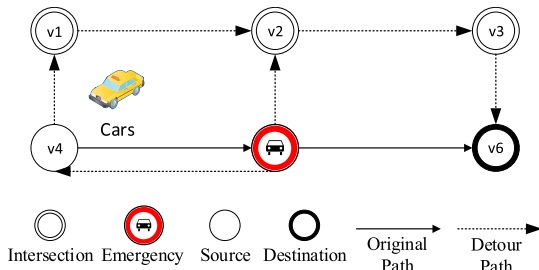 v1 v2 v3
Cars
v4 v6
Intersection Emergency Source Destination Original Path Detour Path